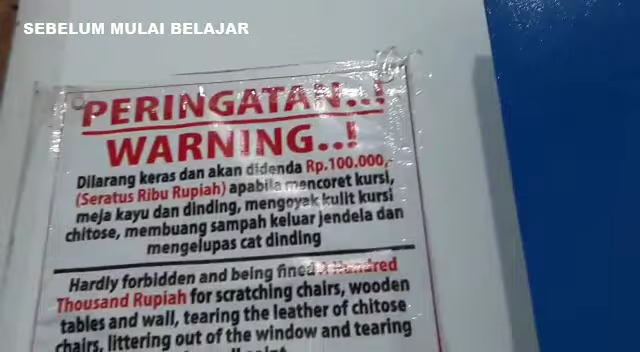 SEBELUM MULAI BELAJAR
PERINGATAN..!
WARNING..!
Dilarang keras dan akan didenda Rp.100.000,-
(Seratus Ribu Rupiah) apabila mencoret kursi,
meja kayu dan dinding, mengoyak kulit kursi
chitose, membuang sampah keluar jendela dan
mengelupas cat dinding
Hardly forbidden and being fined Hundred
Thousand Rupiah for scratching chairs, wooden
tables and wall, tearing the leather of chitose
chairs, littering out of the window and tearing